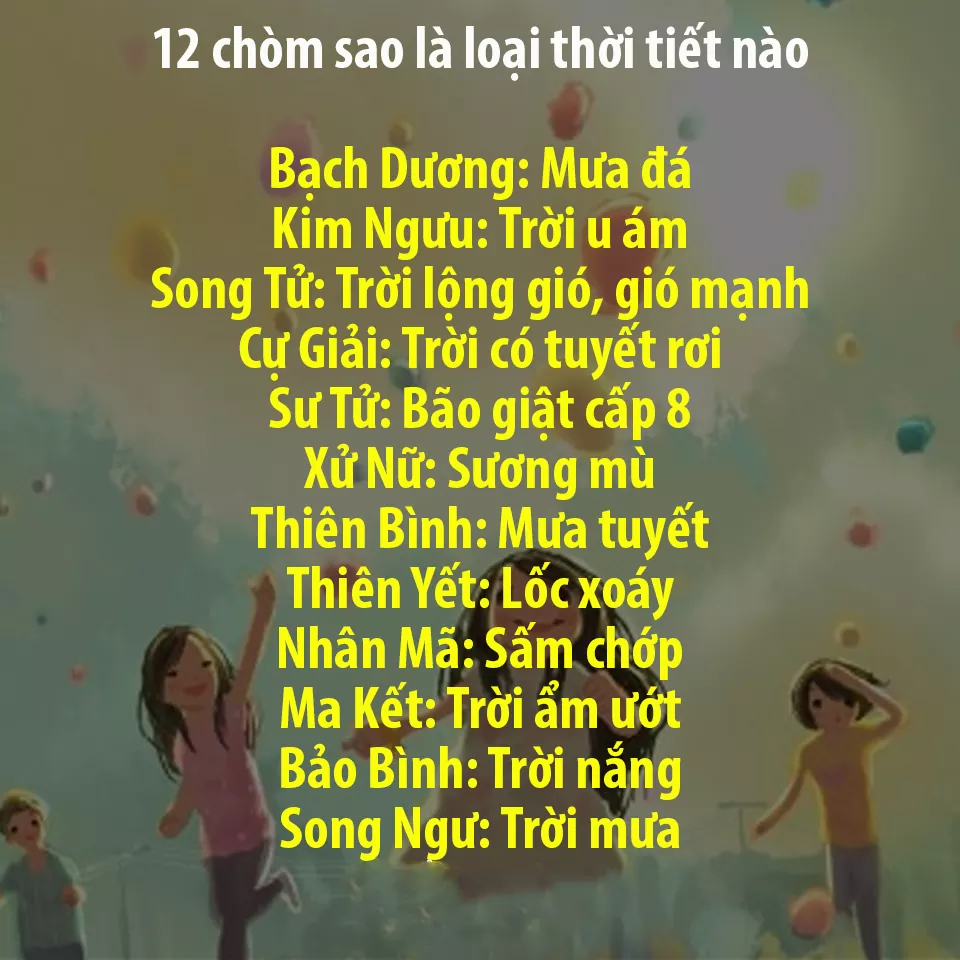 12 chòm sao là loại thời tiết nào
Bạch Dương: Mưa đá
Kim Ngưu: Trời u ám
Song Tử: Trời lộng gió, gió mạnh
Cự Giải: Trời có tuyết rơi
Sư Tử: Bão giật cấp 8
Xử Nữ: Sương mù
Thiên Bình: Mưa tuyết
Thiên Yết: Lốc xoáy
Nhân Mã: Sấm chớp
Ma Kết: Trời ẩm ướt
Bảo Bình: Trời nắng
Song Ngư: Trời mưa